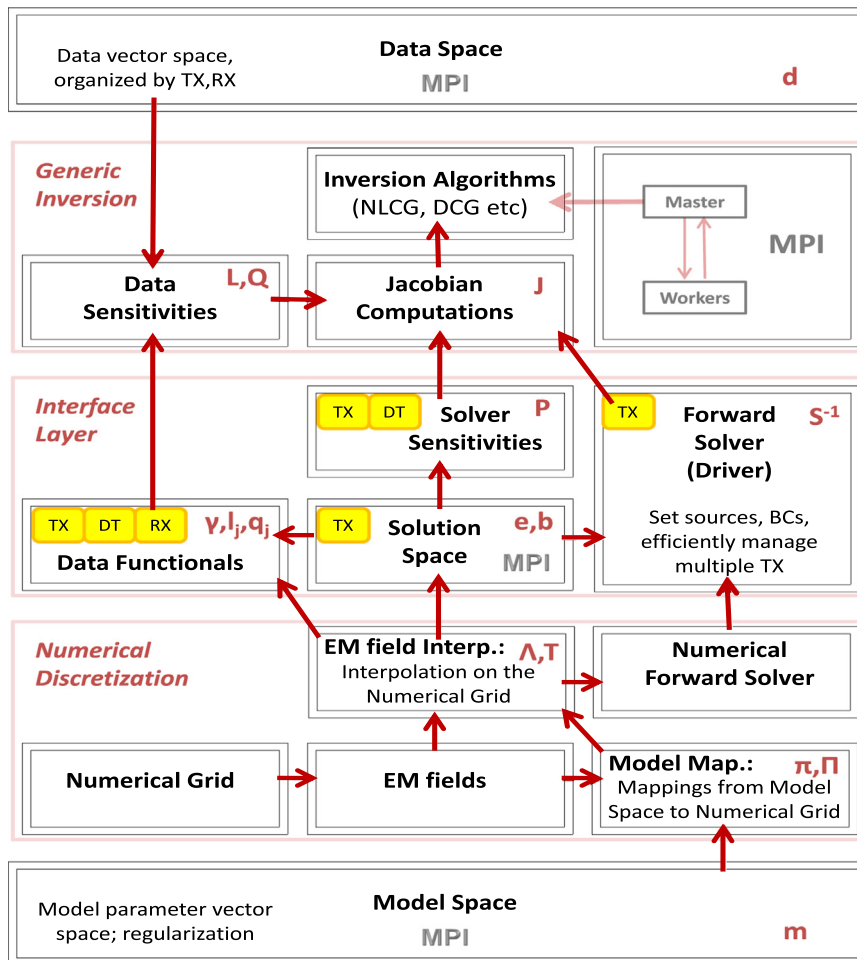 Data Space
Data vector space,
organized by TX,RX
MPI
d
Generic
Inversion
Inversion Algorithms
(NLCG, DCG etc)
Master
MPI
Workers
Data
Sensitivities
L,Q
Jacobian
Computations
J
Interface
Layer
TX
DT
Solver
Sensitivities
P
TX
Forward
Solver
(Driver)
S-1
Set sources, BCs,
efficiently manage
multiple TX
TX
DT
RX
γ,lj,qj
Data Functionals
TX
Solution
Space
e,b
MPI
Numerical
Discretization
EM field Interp.:
Λ,T
Interpolation on the
Numerical Grid
Numerical
Forward Solver
Numerical Grid
EM fields
Model Map.:
π,Π
Mappings from Model
Space to Numerical Grid
Model Space
Model parameter vector
space; regularization
MPI
m